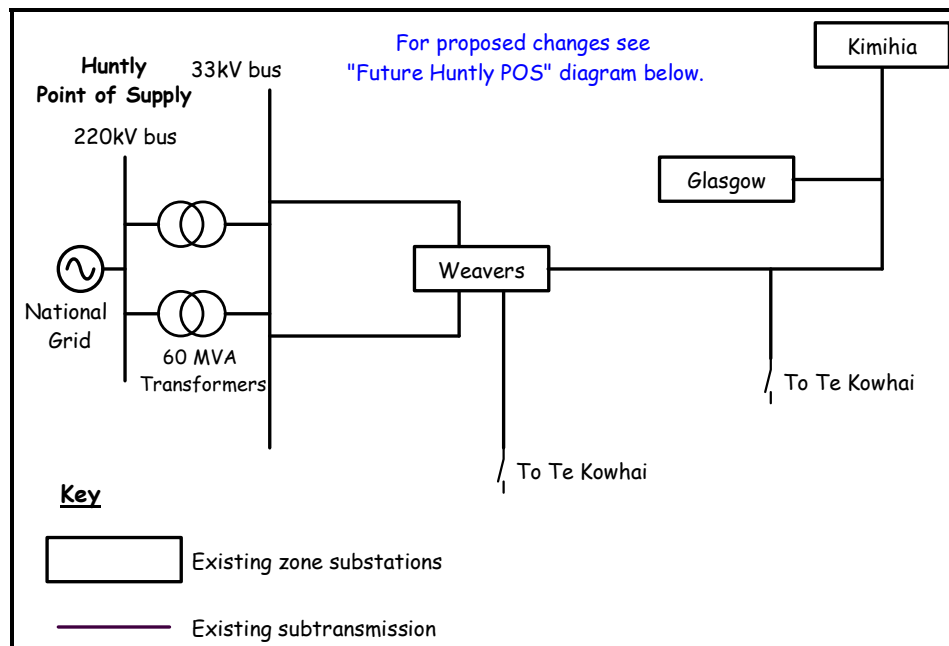 For proposed changes see
"Future Huntly POS" diagram below.
Kimihia
Huntly
Point of Supply
33kV bus
220kV bus
Glasgow
Weavers
National
Grid
60 MVA
Transformers
To Te Kowhai
To Te Kowhai
Key
Existing zone substations
Existing subtransmission